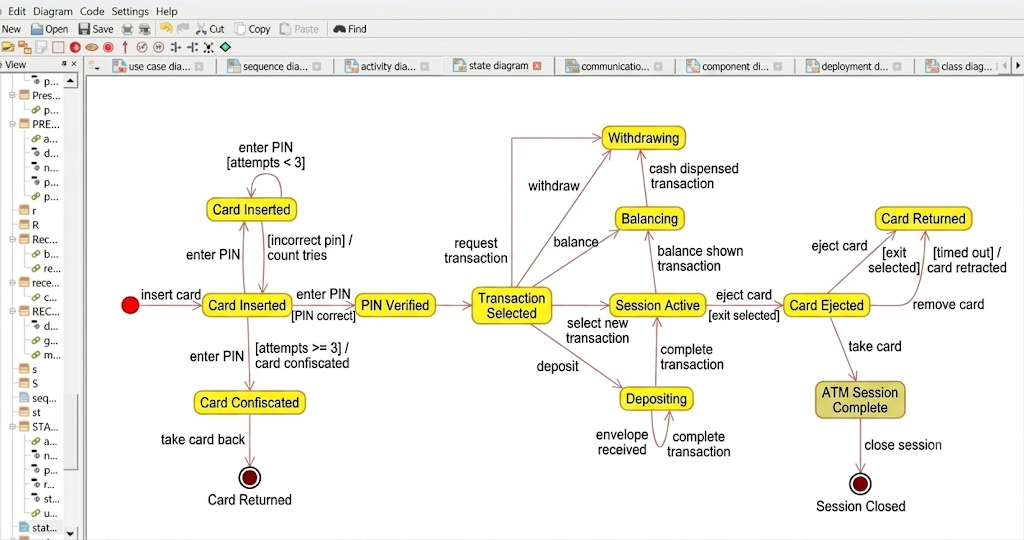 Edit Diagram Code Settings Help
New Open Save Cut Copy Paste Find
View
use case dia...
sequence dia...
activity dia...
state diagram
communicatio...
component di...
deployment d...
class diag...
p...
Pres...
p...
PRE...
a...
d...
n...
p...
p...
r
R
Rec...
b...
re...
rece...
c...
REC...
d...
g...
m...
s
S
seq...
st
STA...
a...
n...
p...
r...
st...
u...
stat...
enter PIN
[attempts < 3]
Card Inserted
enter PIN
[incorrect pin] /
count tries
insert card
Card Inserted
enter PIN
[PIN correct]
PIN Verified
enter PIN
[attempts >= 3] /
card confiscated
Card Confiscated
take card back
Card Returned
request
transaction
Transaction
Selected
withdraw
Withdrawing
cash dispensed
transaction
balance
Balancing
balance shown
transaction
Session Active
select new
transaction
deposit
complete
transaction
Depositing
envelope
received
complete
transaction
eject card
[exit selected]
Card Ejected
eject card
[exit
selected]
Card Returned
[timed out] /
card retracted
remove card
take card
ATM Session
Complete
close session
Session Closed